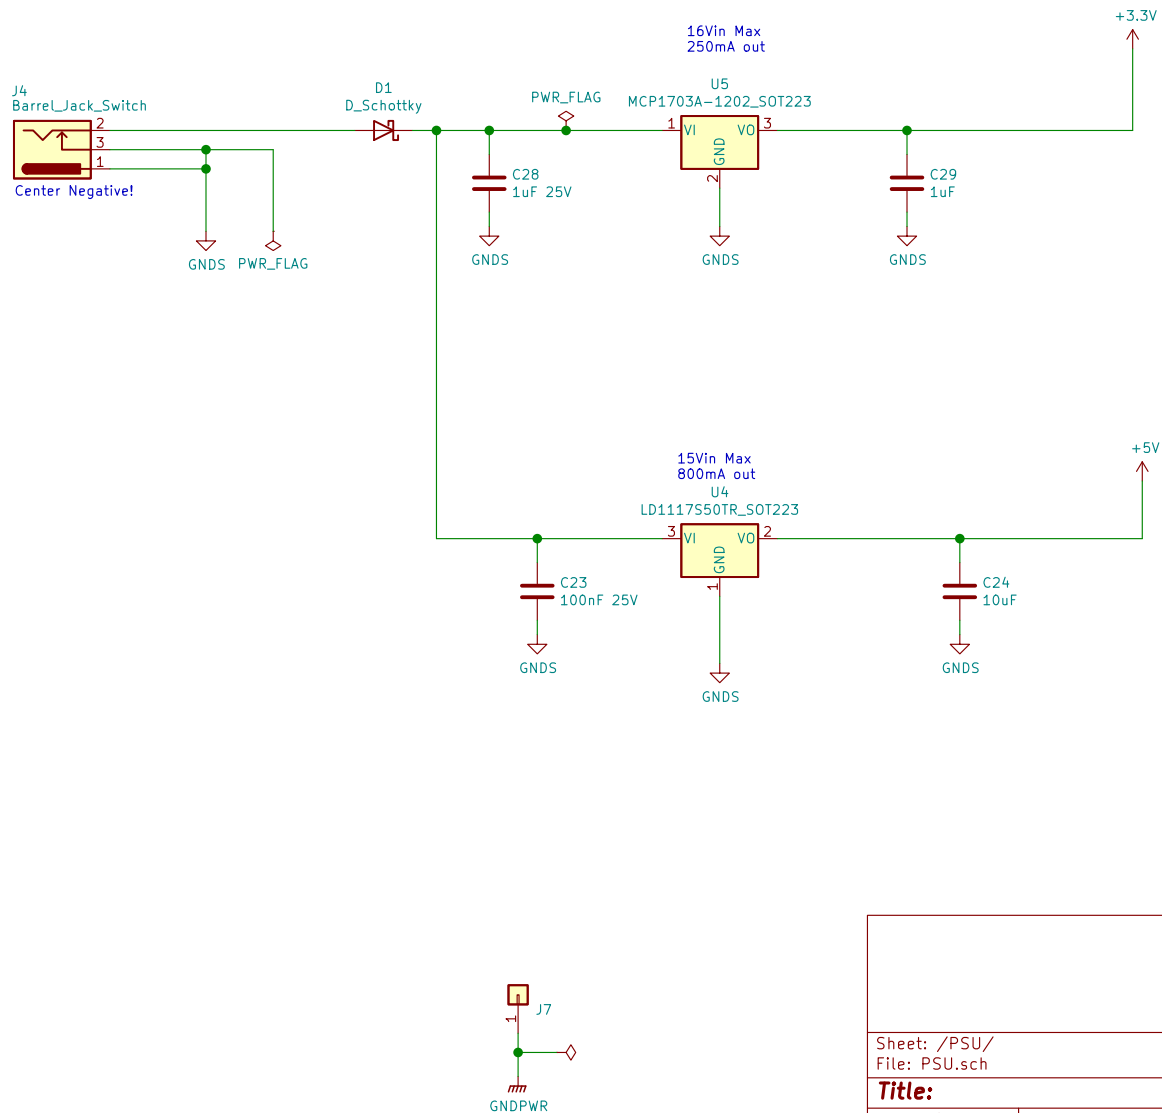 +3.3V
16Vin Max
250mA out
J4
Barrel_Jack_Switch
D1
D_Schottky
PWR_FLAG
U5
MCP1703A-1202_SOT223
2
3
1
1
VI
VO
3
GND
2
Center Negative!
C28
1uF 25V
C29
1uF
GNDS
PWR_FLAG
GNDS
GNDS
GNDS
+5V
15Vin Max
800mA out
U4
LD1117S50TR_SOT223
3
VI
VO
2
GND
1
C23
100nF 25V
C24
10uF
GNDS
GNDS
GNDS
J7
1
GNDPWR
Sheet: /PSU/
File: PSU.sch
Title: